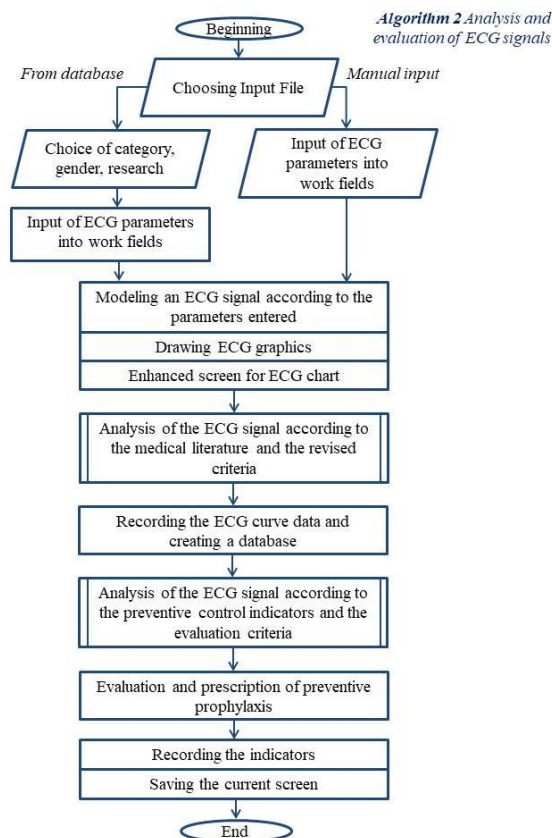 Algorithm 2 Analysis and
evaluation of ECG signals
Beginning
From database
Manual input
Choosing Input File
Choice of category,
gender, research
Input of ECG
parameters into
work fields
Input of ECG parameters
into work fields
Modeling an ECG signal according to the
parameters entered
Drawing ECG graphics
Enhanced screen for ECG chart
Analysis of the ECG signal according to
the medical literature and the revised
criteria
Recording the ECG curve data and
creating a database
Analysis of the ECG signal according to
the preventive control indicators and the
evaluation criteria
Evaluation and prescription of preventive
prophylaxis
Recording the indicators
Saving the current screen
End